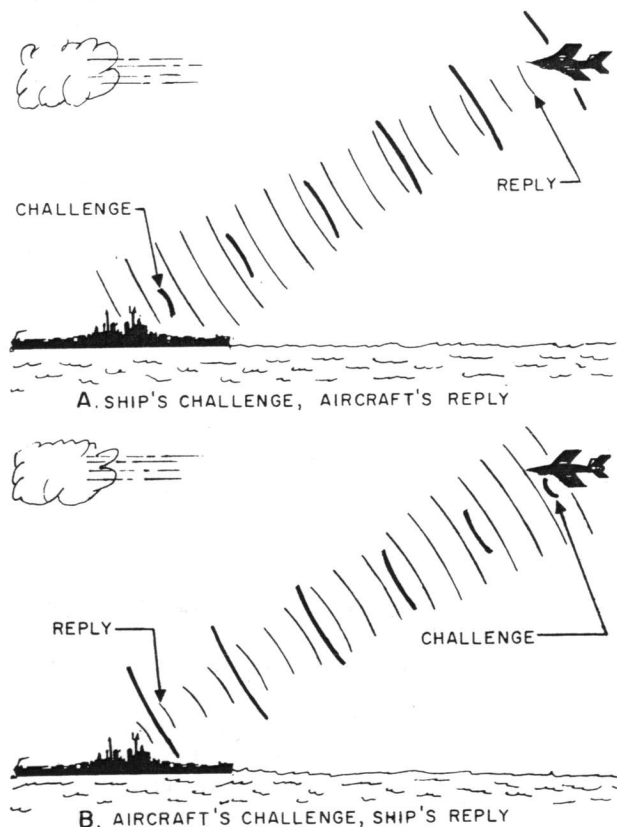 CHALLENGE
REPLY
A. SHIP'S CHALLENGE, AIRCRAFT'S REPLY
REPLY
CHALLENGE
B. AIRCRAFT'S CHALLENGE, SHIP'S REPLY